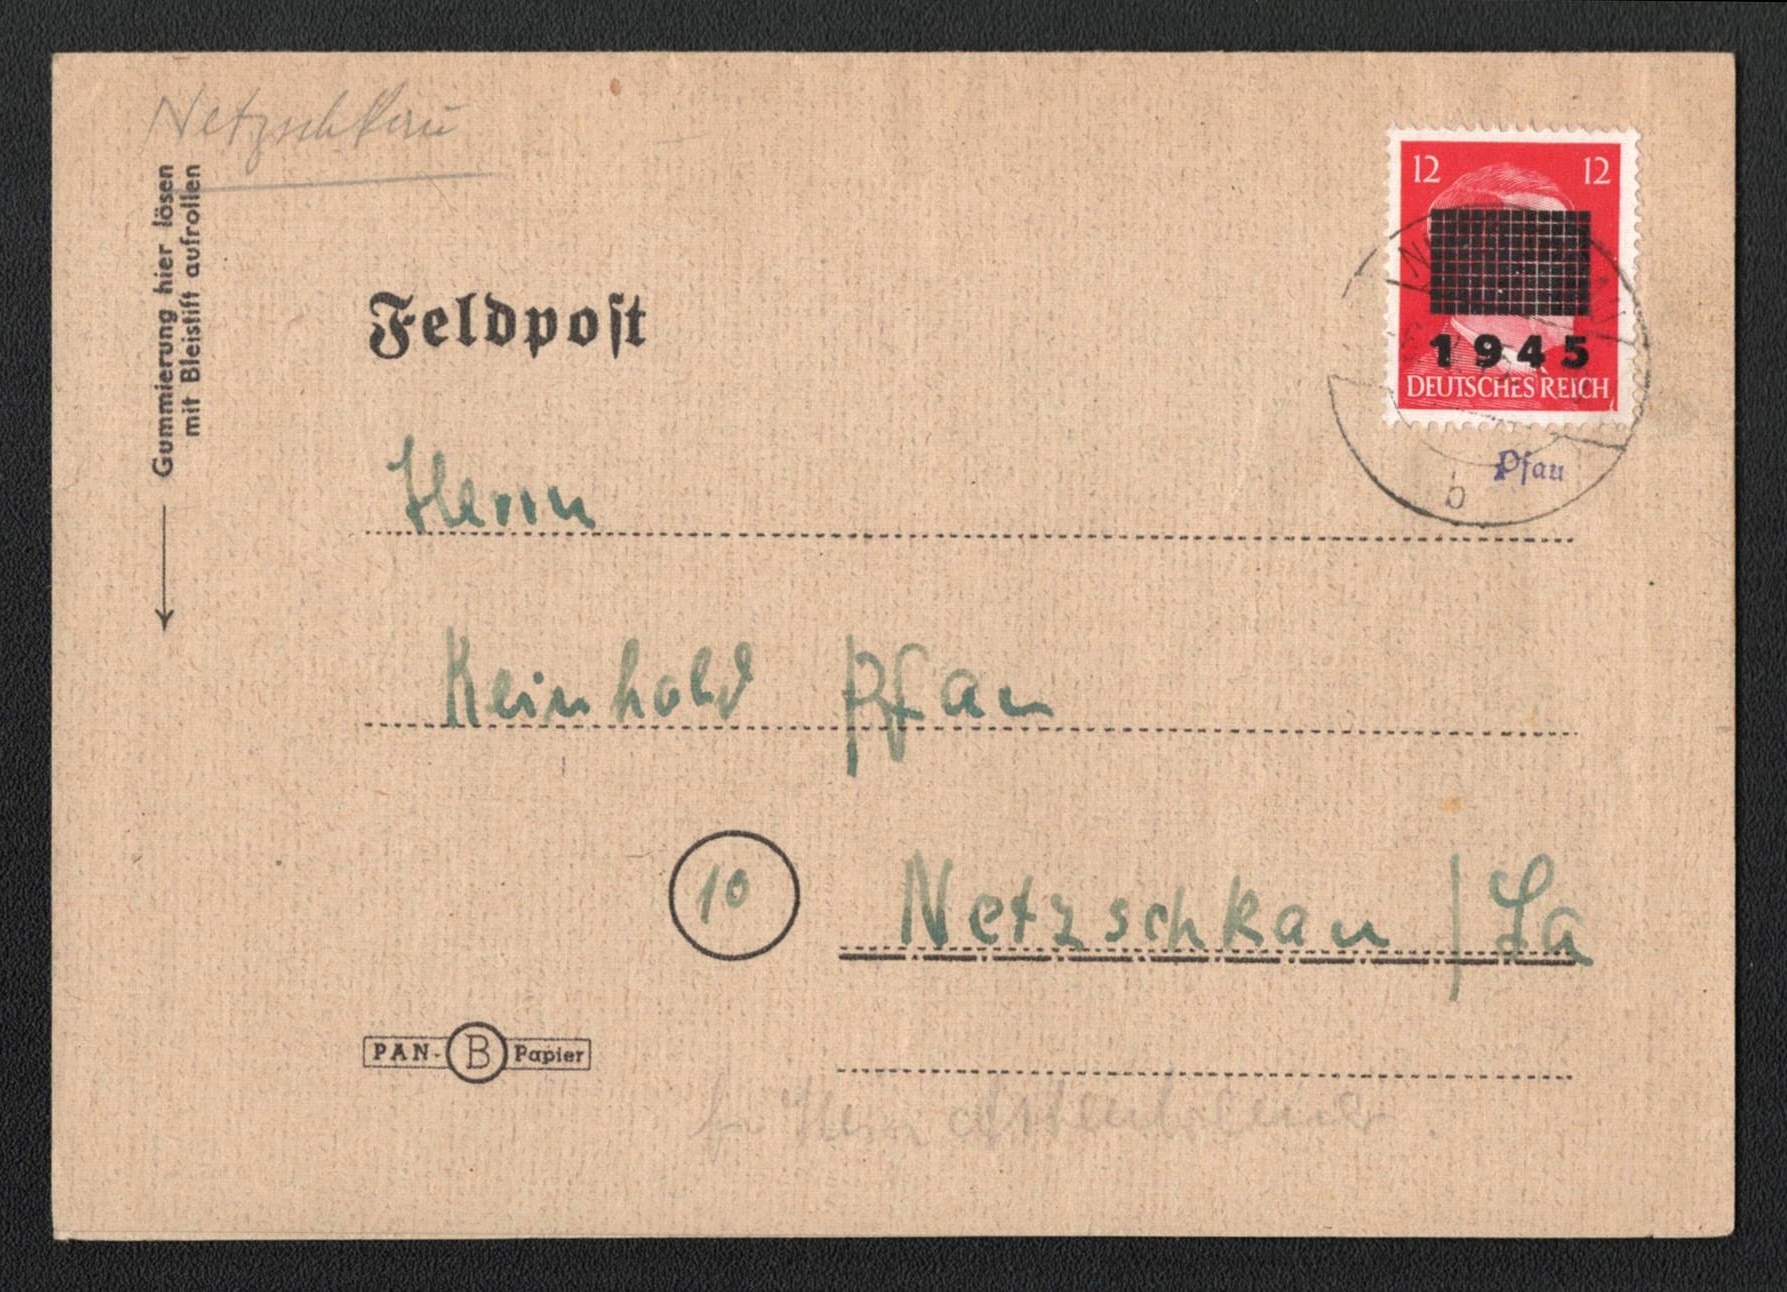 Netzschkau
Gummierung hier lösen
mit Bleistift aufrollen
12 12
1945
DEUTSCHES REICH
Pfau
b
Feldpost
Herrn
Reinhold Pfau
10 Netzschkau / Sa
PAN-B Papier
Herrn